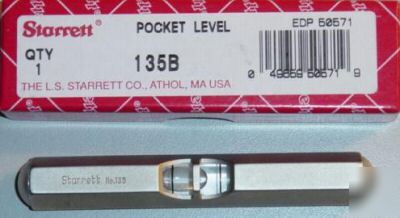 Starrett
POCKET LEVEL
EDP 50571
QTY
1
135B
THE L.S. STARRETT CO., ATHOL, MA USA
0 49659 50571 9
Starrett No.135